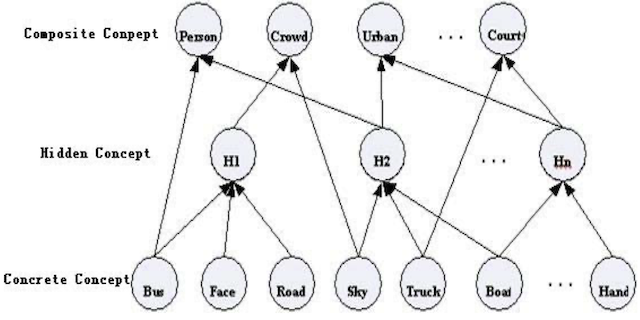 Composite Conpept Person Crowd Urban ... Court
Hidden Concept H1 H2 ... Hn
Concrete Concept Bus Face Road Sky Truck Boat ... Hand